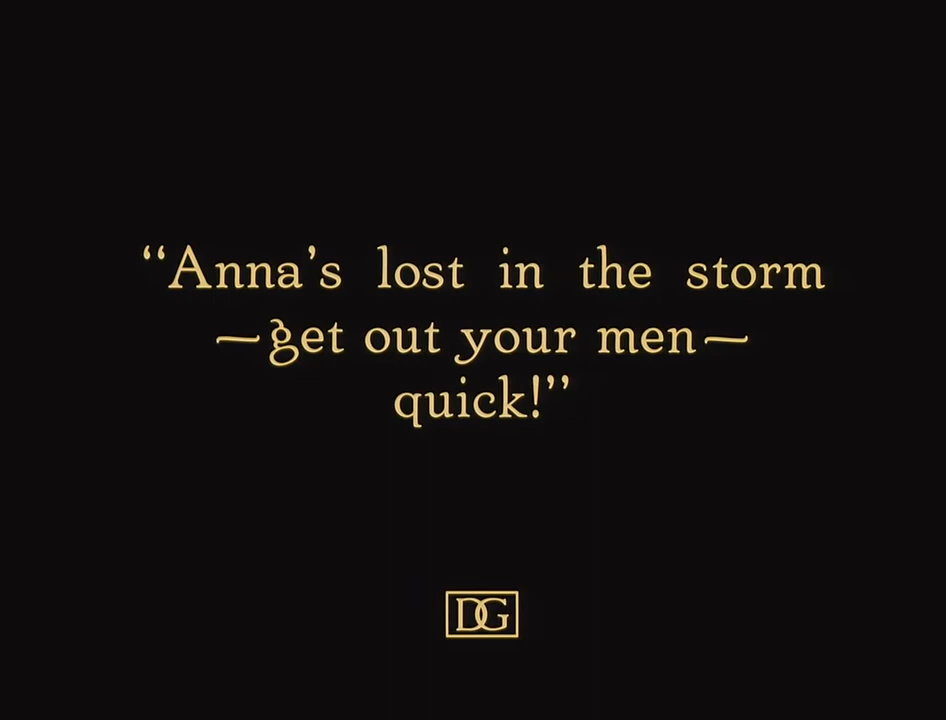 “Anna’s lost in the storm
—get out your men—
quick!”
DG